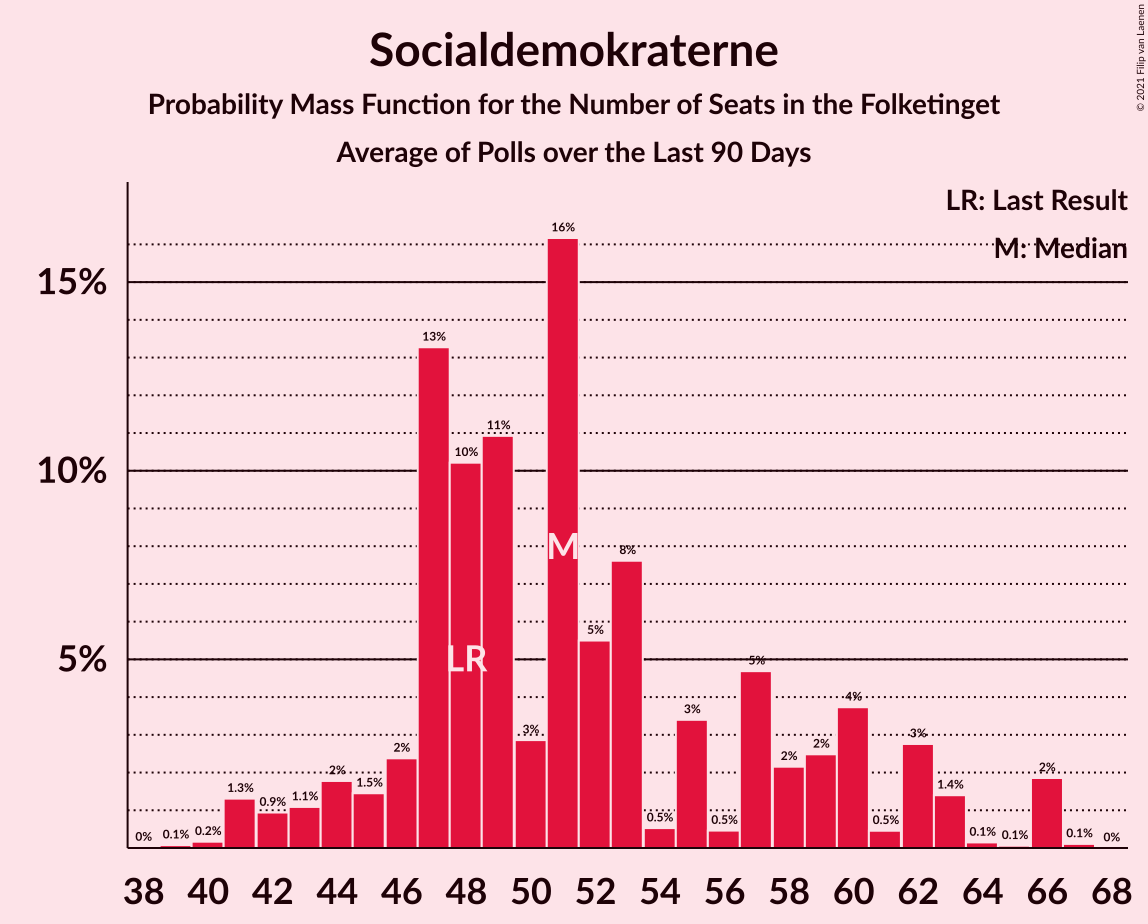 Socialdemokraterne
Probability Mass Function for the Number of Seats in the Folketinget
Average of Polls over the Last 90 Days
© 2021 Filip van Laenen
LR: Last Result
M: Median
15%
10%
5%
0% 0.1% 0.2% 1.3% 0.9% 1.1% 2% 1.5% 2% 13% 10% 11% 3% 16% 5% 8% 0.5% 3% 0.5% 5% 2% 2% 4% 0.5% 3% 1.4% 0.1% 0.1% 2% 0.1% 0%
LR M
38 40 42 44 46 48 50 52 54 56 58 60 62 64 66 68